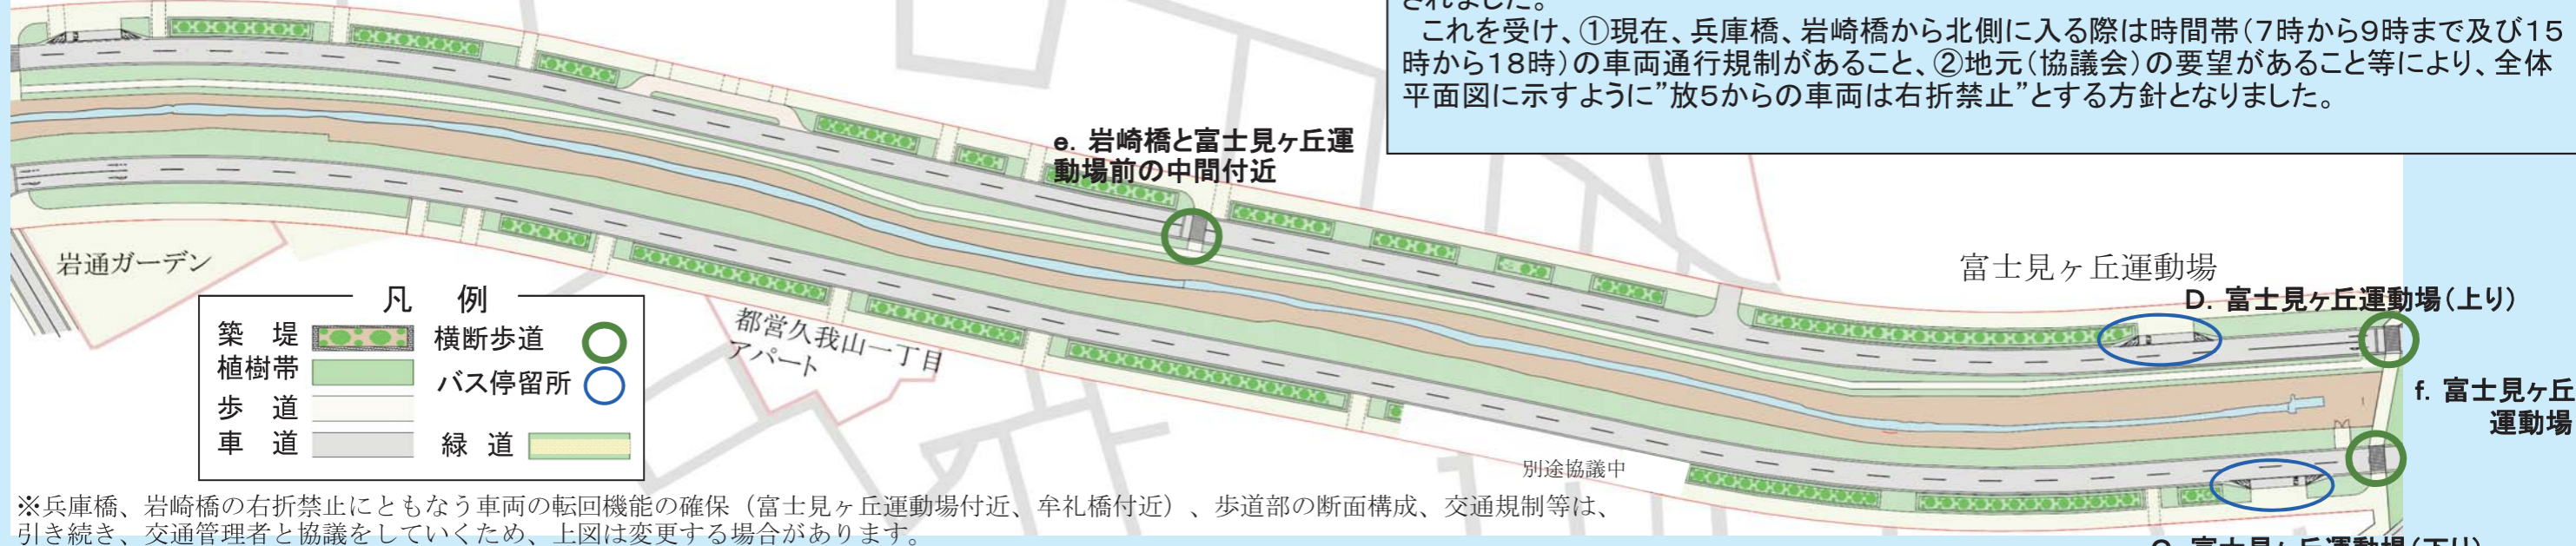 されました。
これを受け、①現在、兵庫橋、岩崎橋から北側に入る際は時間帯(7時から9時まで及び15
時から18時)の車両通行規制があること、②地元(協議会)の要望があること等により、全体
平面図に示すように”放5からの車両は右折禁止”とする方針となりました。
e. 岩崎橋と富士見ヶ丘運
動場前の中間付近
富士見ヶ丘運動場
D. 富士見ヶ丘運動場(上り)
f. 富士見ヶ丘
運動場
岩通ガーデン
都営久我山一丁目
アパート
別途協議中
凡 例
築 堤
横断歩道
植樹帯
バス停留所
歩 道
車 道
緑 道
※兵庫橋、岩崎橋の右折禁止にともなう車両の転回機能の確保（富士見ヶ丘運動場付近、牟礼橋付近）、歩道部の断面構成、交通規制等は、
引き続き、交通管理者と協議をしていくため、上図は変更する場合があります。
富士見ヶ丘運動場(下り)